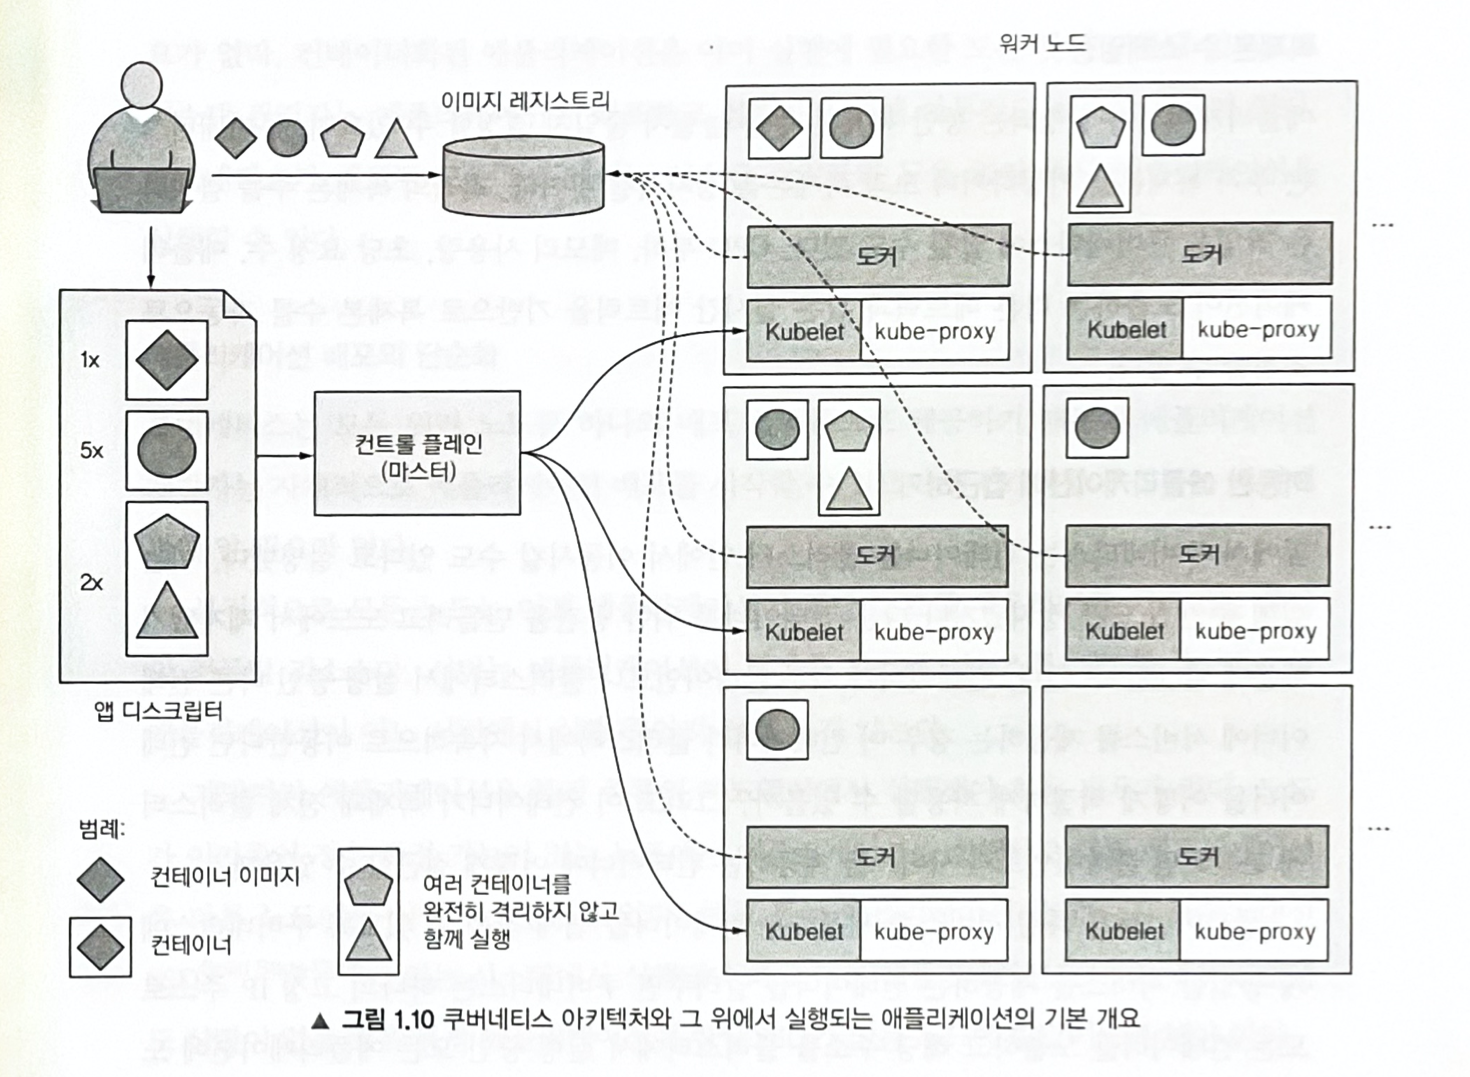 워커 노드
이미지 레지스트리
도커
Kubelet kube-proxy
도커
Kubelet kube-proxy
...
1x
5x
2x
앱 디스크립터
컨트롤 플레인
(마스터)
도커
Kubelet kube-proxy
도커
Kubelet kube-proxy
...
도커
Kubelet kube-proxy
도커
Kubelet kube-proxy
...
범례:
컨테이너 이미지
컨테이너
여러 컨테이너를
완전히 격리하지 않고
함께 실행
▲ 그림 1.10 쿠버네티스 아키텍처와 그 위에서 실행되는 애플리케이션의 기본 개요